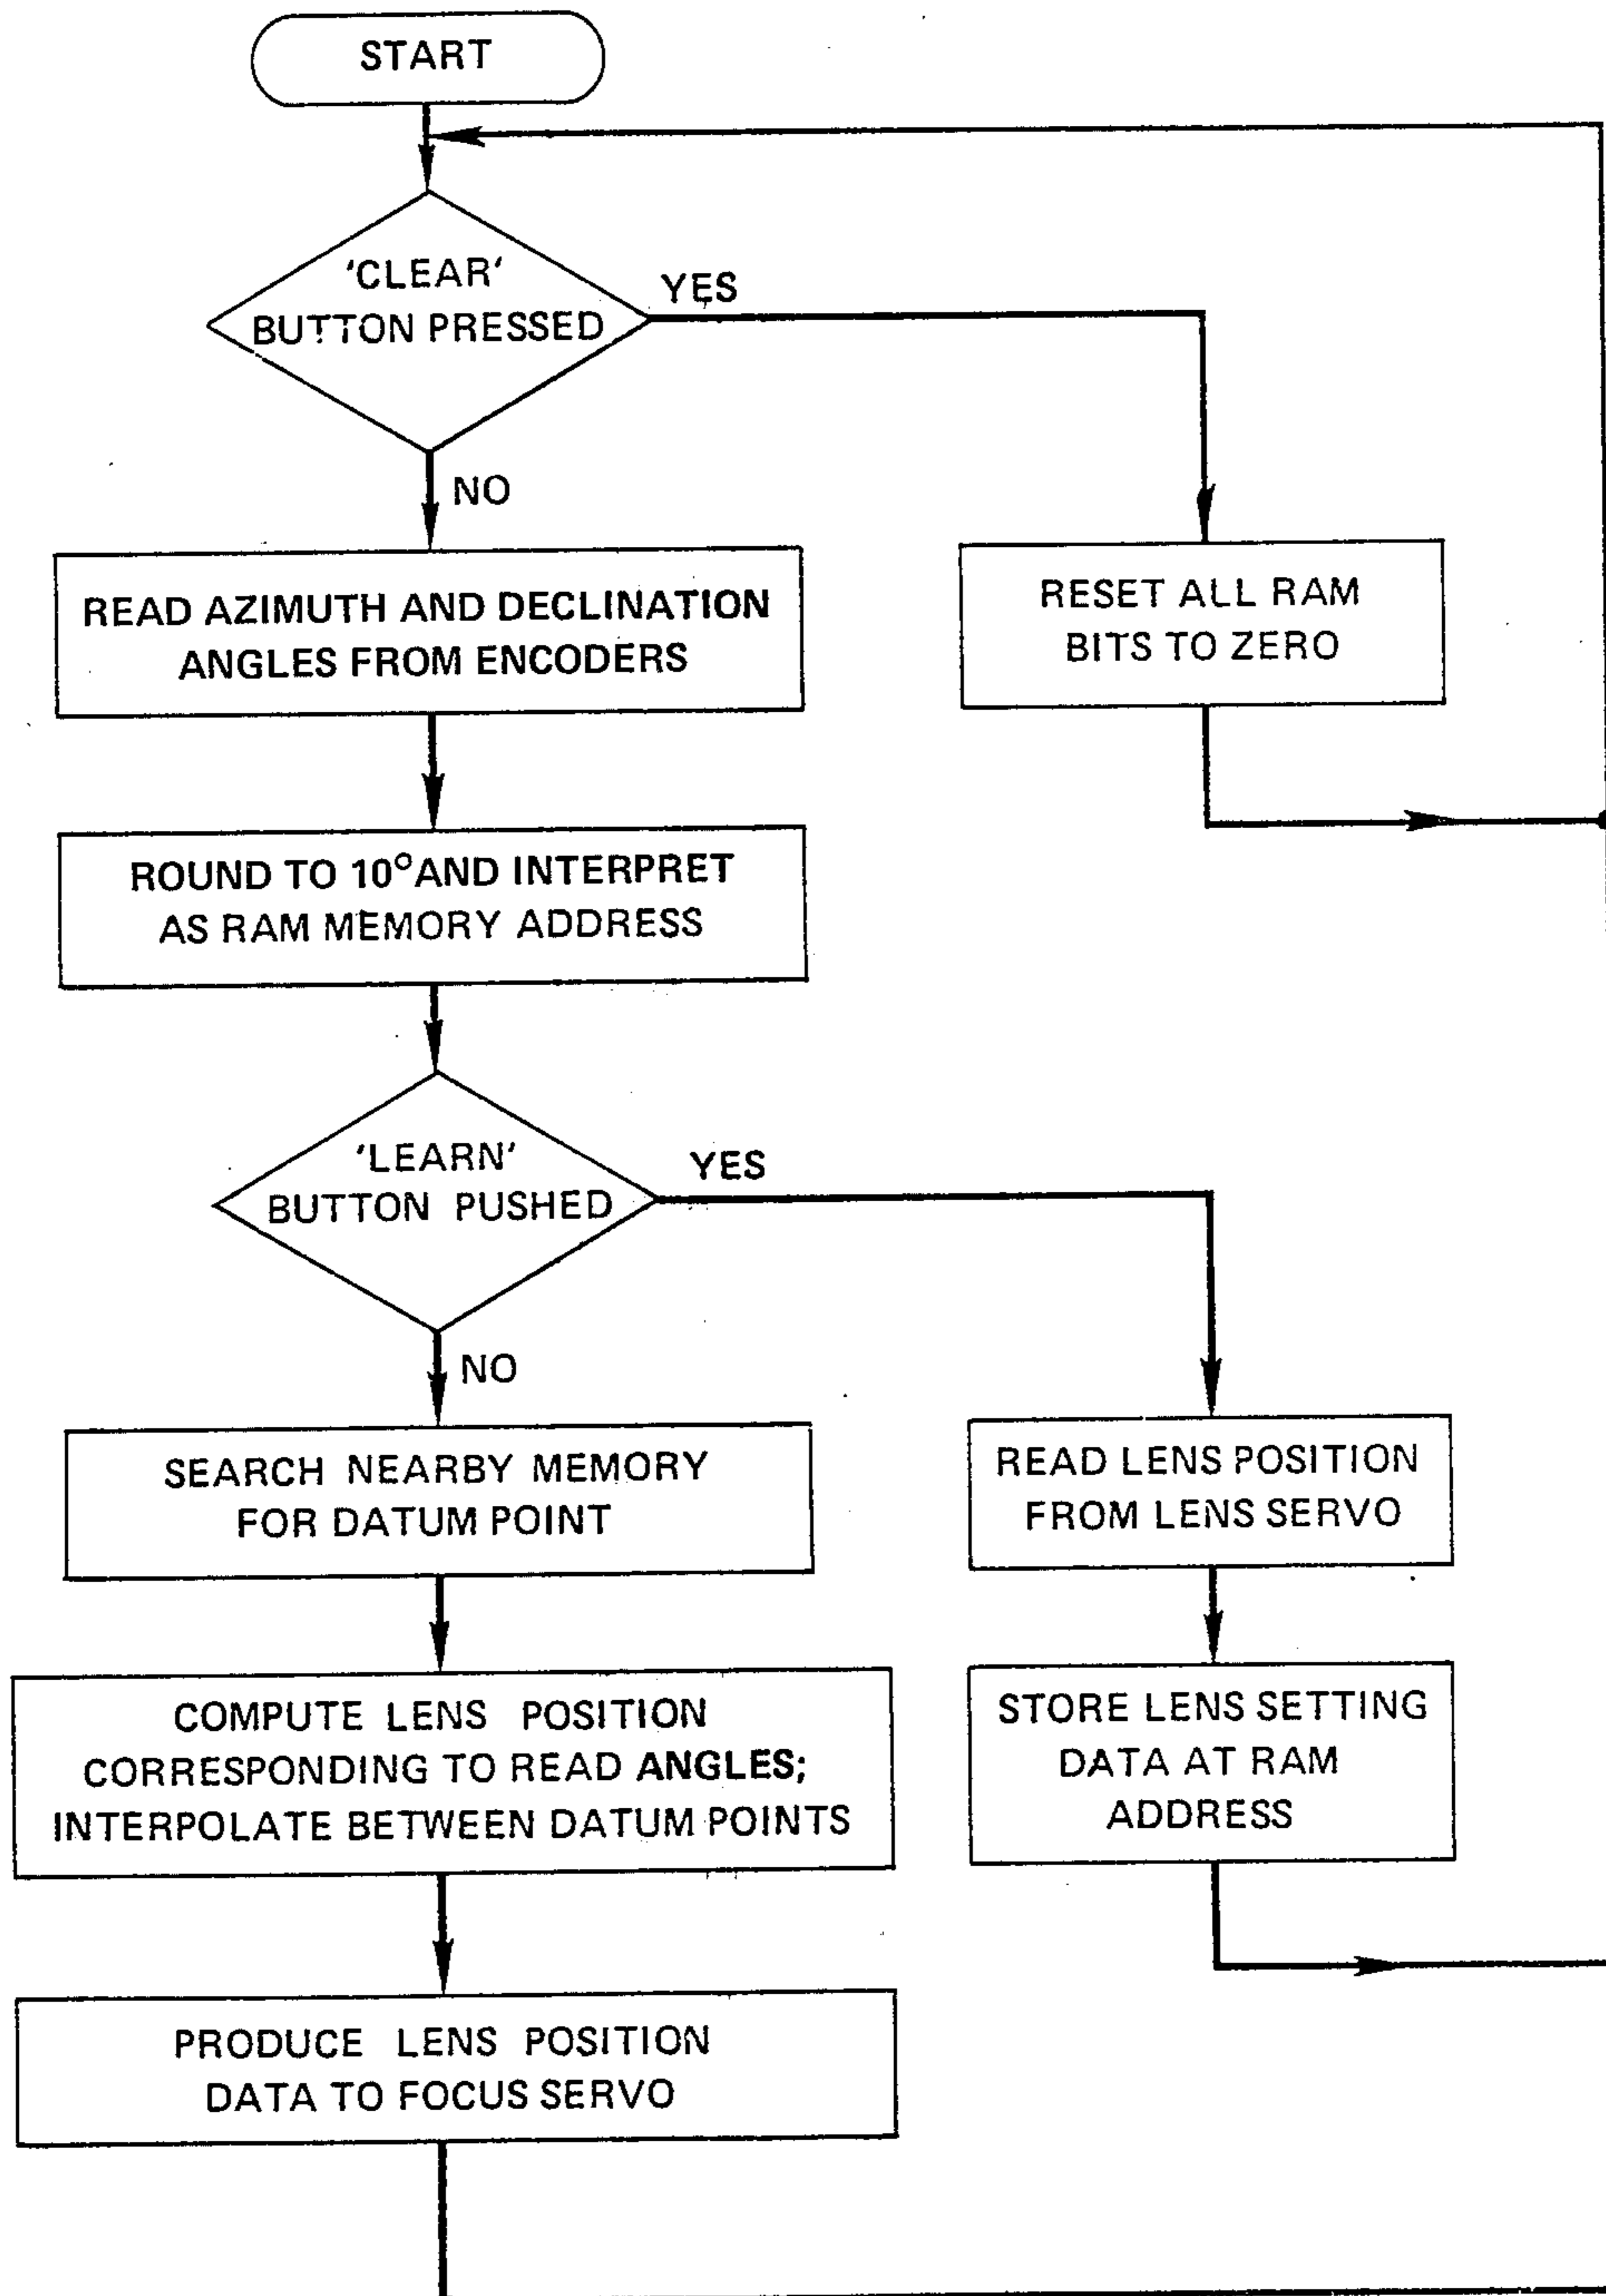 START
'CLEAR'
BUTTON PRESSED
YES
NO
READ AZIMUTH AND DECLINATION
ANGLES FROM ENCODERS
RESET ALL RAM
BITS TO ZERO
ROUND TO 10° AND INTERPRET
AS RAM MEMORY ADDRESS
'LEARN'
BUTTON PUSHED
YES
NO
SEARCH NEARBY MEMORY
FOR DATUM POINT
READ LENS POSITION
FROM LENS SERVO
COMPUTE LENS POSITION
CORRESPONDING TO READ ANGLES;
INTERPOLATE BETWEEN DATUM POINTS
STORE LENS SETTING
DATA AT RAM
ADDRESS
PRODUCE LENS POSITION
DATA TO FOCUS SERVO